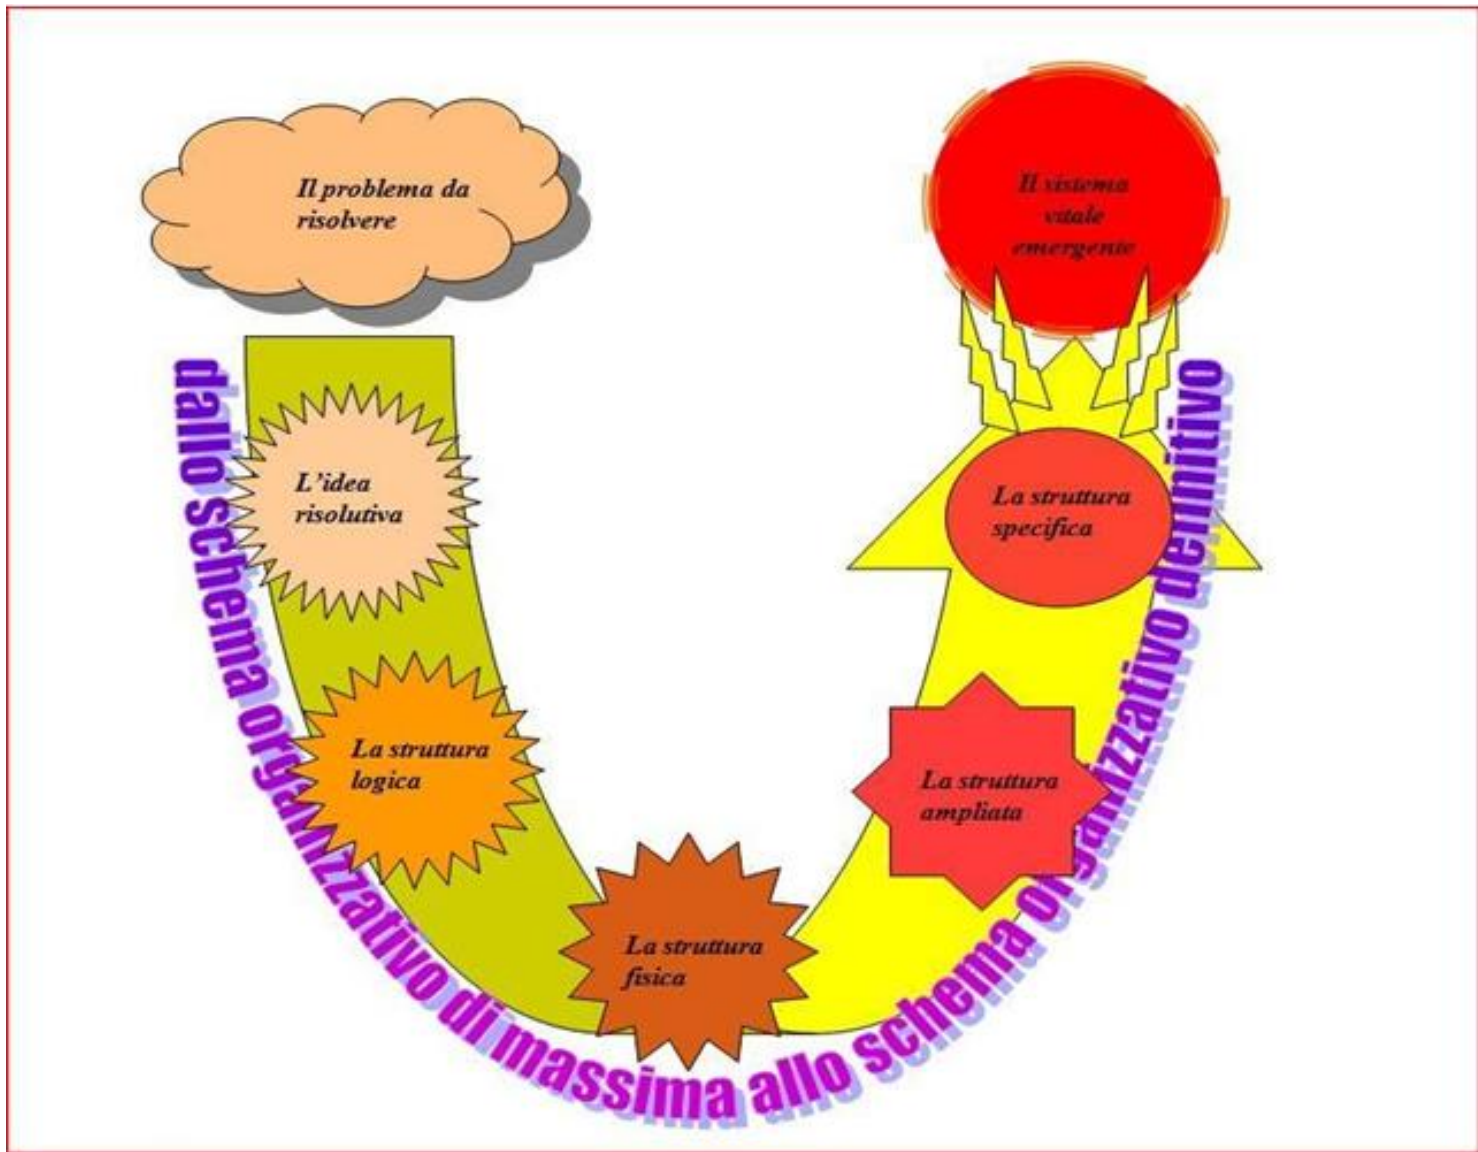 Il problema da
risolvere
L'idea
risolutiva
La struttura
logica
La struttura
fisica
La struttura
ampliata
La struttura
specifica
Il sistema
vitale
emergente
dallo schema organizzativo di massima allo schema organizzativo definitivo